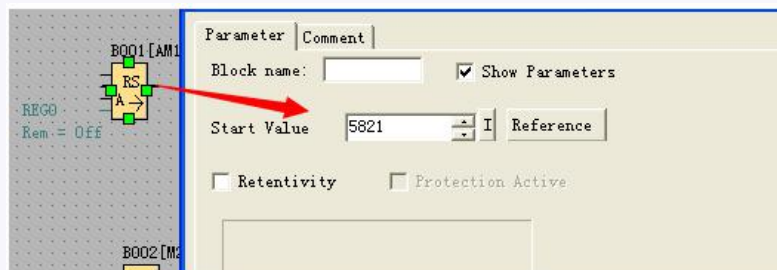 Parameter
Comment
B001[AM1
Block name:
Show Parameters
RS
A→
REG0
Start Value
5821
I
Reference
Rem = Off
Retentivity
Protection Active
B002[M2